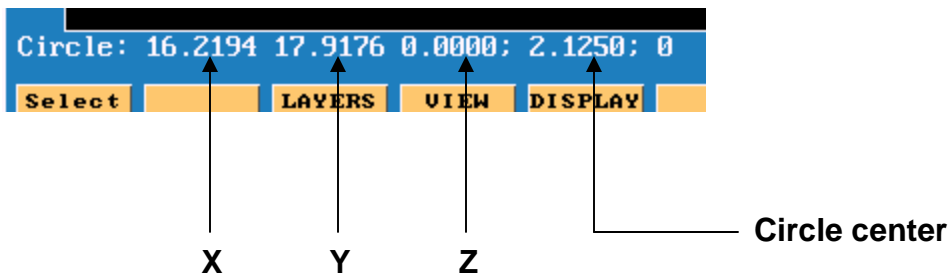 Circle: 16.2194 17.9176 0.0000; 2.1250; 0
Select LAYERS VIEW DISPLAY
Circle center
X Y Z